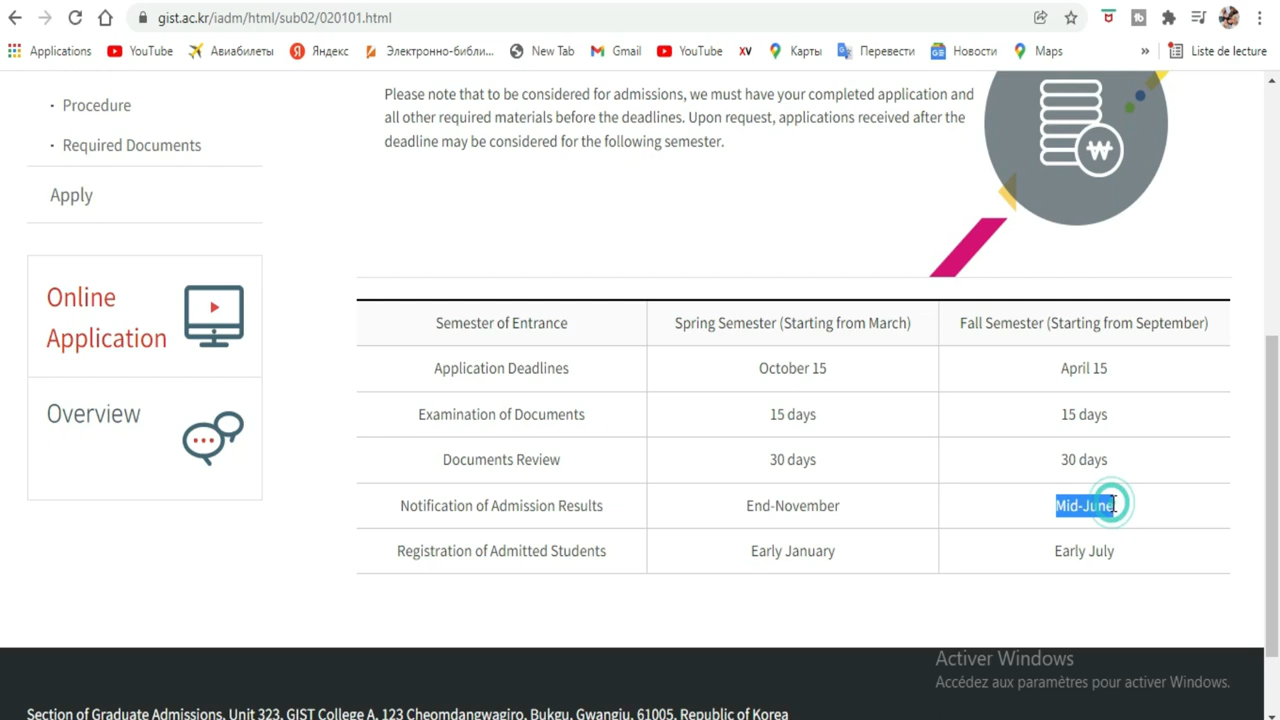 gist.ac.kr/iadm/html/sub02/020101.html
Applications YouTube Авиабилеты Яндекс Электронно-библи... New Tab Gmail YouTube XV Карты Перевести Новости Maps » Liste de lecture
· Procedure
· Required Documents
Apply
Online
Application
Overview
Please note that to be considered for admissions, we must have your completed application and
all other required materials before the deadlines. Upon request, applications received after the
deadline may be considered for the following semester.
₩
Semester of Entrance Spring Semester (Starting from March) Fall Semester (Starting from September)
Application Deadlines October 15 April 15
Examination of Documents 15 days 15 days
Documents Review 30 days 30 days
Notification of Admission Results End-November Mid-June
Registration of Admitted Students Early January Early July
Activer Windows
Accédez aux paramètres pour activer Windows.
Section of Graduate Admissions, Unit 323, GIST College A, 123 Cheomdangwagiro, Bukgu, Gwangju, 61005, Republic of Korea